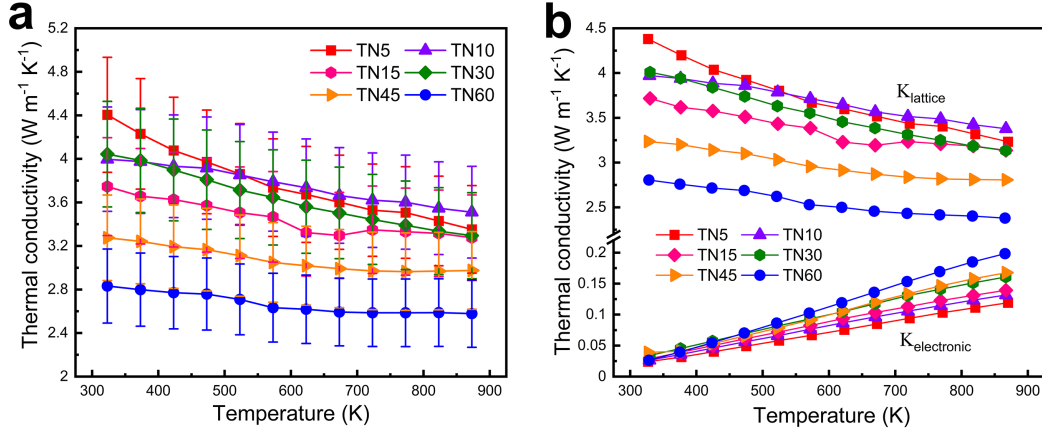 a
Thermal conductivity (W m⁻¹ K⁻¹)
5.2
4.8
4.4
4
3.6
3.2
2.8
2.4
2
TN5 TN10
TN15 TN30
TN45 TN60
300 400 500 600 700 800 900
Temperature (K)
b
Thermal conductivity (W m⁻¹ K⁻¹)
4.5
4
3.5
3
2.5
0.2
0.15
0.1
0.05
0
K lattice
TN5 TN10
TN15 TN30
TN45 TN60
K electronic
300 400 500 600 700 800 900
Temperature (K)